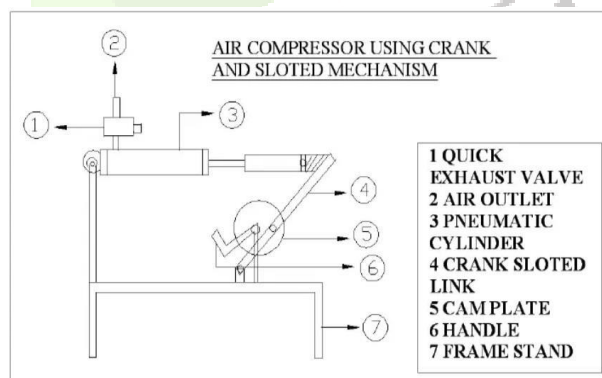 AIR COMPRESSOR USING CRANK
AND SLOTED MECHANISM
2
1
3
4
5
6
7
1 QUICK
EXHAUST VALVE
2 AIR OUTLET
3 PNEUMATIC
CYLINDER
4 CRANK SLOTED
LINK
5 CAM PLATE
6 HANDLE
7 FRAME STAND